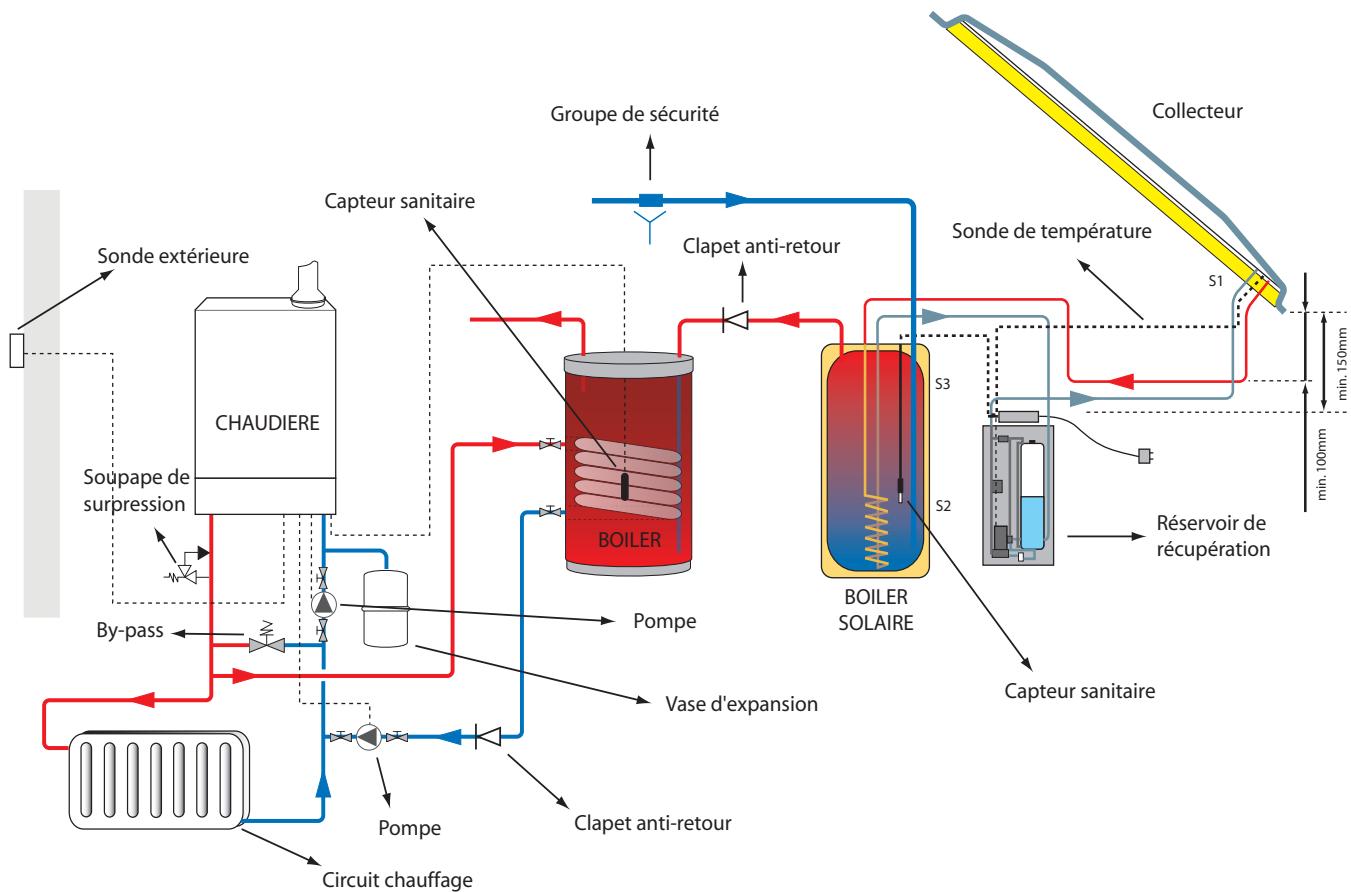 Collecteur
Groupe de sécurité
Capteur sanitaire
Clapet anti-retour
Sonde de température
Sonde extérieure
S1
min. 150mm
min. 100mm
S3
CHAUDIERE
Soupape de
surpression
S2
BOILER
Réservoir de
récupération
BOILER
SOLAIRE
By-pass
Pompe
Capteur sanitaire
Vase d'expansion
Pompe
Clapet anti-retour
Circuit chauffage